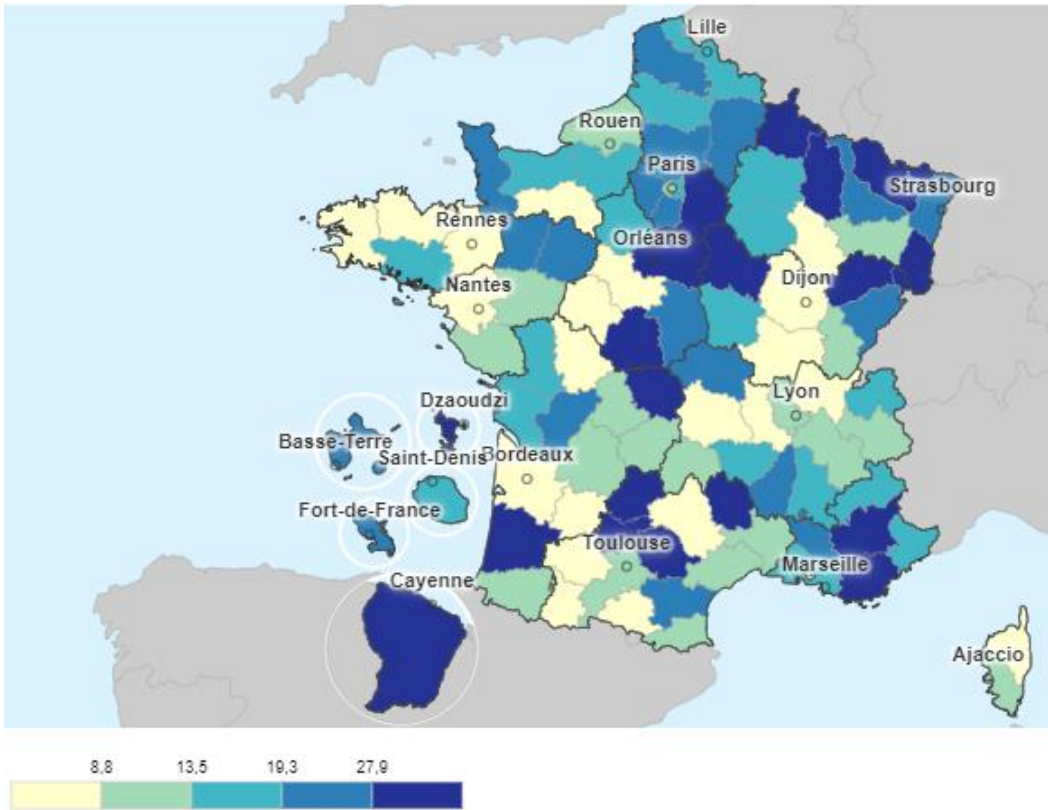 Lille
Rouen
Paris
Strasbourg
Rennes
Orléans
Nantes
Dijon
Lyon
Dzaoudzi
Basse-Terre
Saint-Denis
Bordeaux
Fort-de-France
Toulouse
Marseille
Cayenne
Ajaccio
8,8 13,5 19,3 27,9